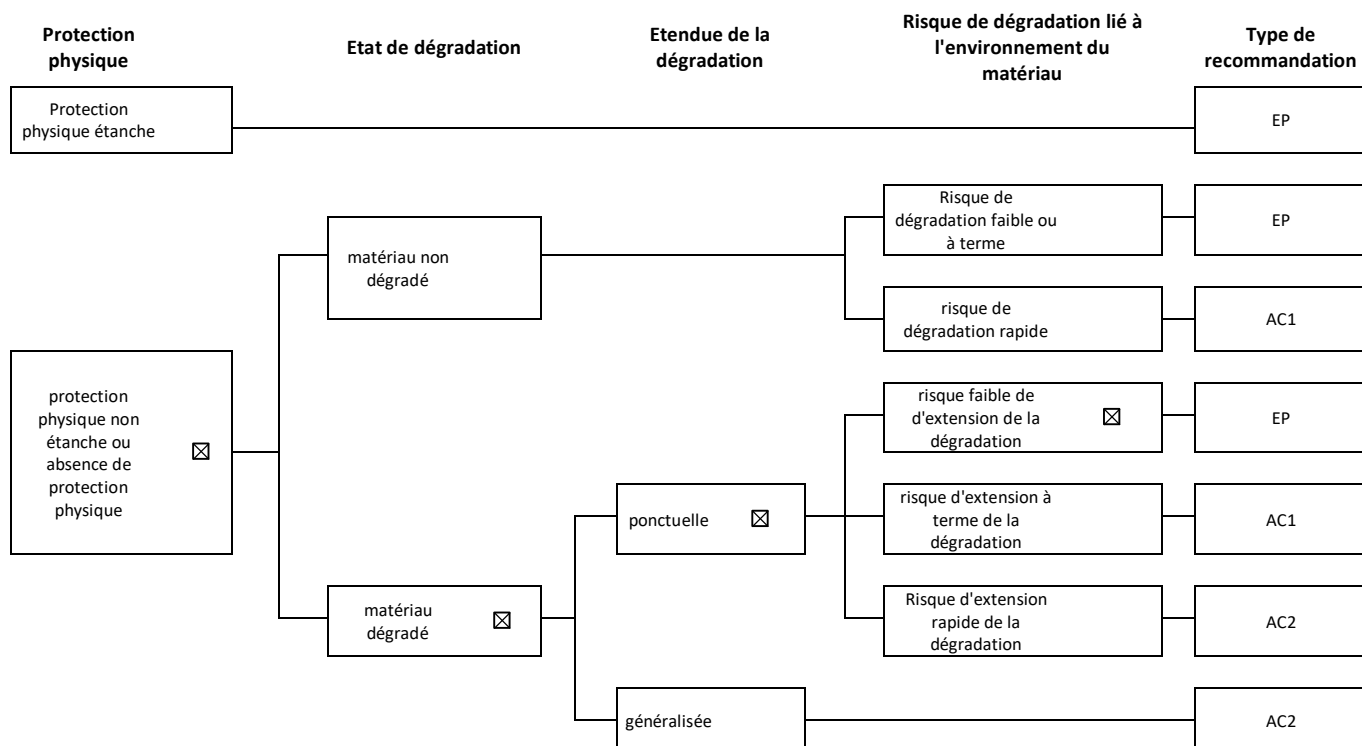 Protection
physique
Etat de dégradation
Etendue de la
dégradation
Risque de dégradation lié à
l'environnement du
matériau
Type de
recommandation
Protection
physique étanche
EP
matériau non
dégradé
Risque de
dégradation faible ou
à terme
EP
risque de
dégradation rapide
AC1
protection
physique non
étanche ou
absence de
protection
physique
☒
risque faible de
d'extension de la
dégradation
☒
EP
ponctuelle ☒
risque d'extension à
terme de la
dégradation
AC1
matériau
dégradé
☒
Risque d'extension
rapide de la
dégradation
AC2
généralisée
AC2